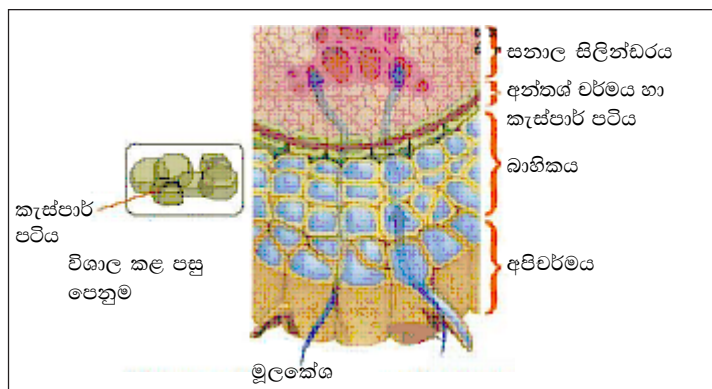 සනාල සිලින්ඩරය
අන්තශ් චර්මය හා
කැස්පාර් පටිය
බාහිකය
අපිචර්මය
කැස්පාර්
පටිය
විශාල කළ පසු
පෙනුම
මූලකේශ